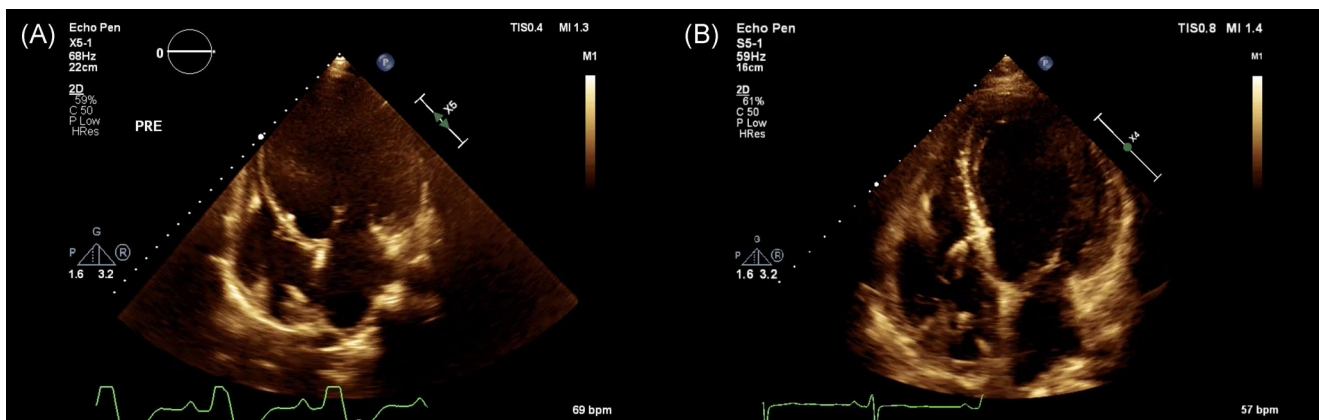 (A)
Echo Pen
X5-1
68Hz
22cm
2D
59%
C 50
P Low
HRes
0
PRE
TIS0.4 MI 1.3
P
M1
X5
G
P R
1.6 3.2
69 bpm
(B)
Echo Pen
S5-1
59Hz
16cm
2D
61%
C 50
P Low
HRes
TIS0.8 MI 1.4
P
M1
X4
G
P R
1.6 3.2
57 bpm